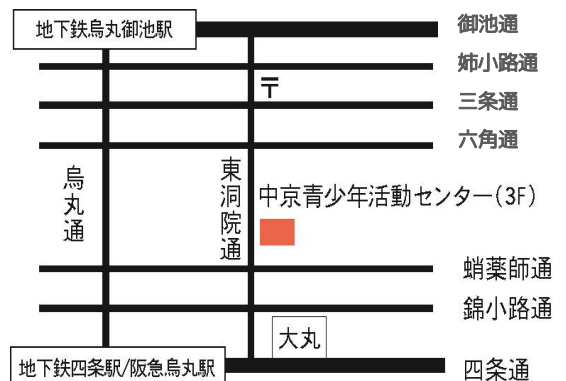 地下鉄烏丸御池駅
御池通
姉小路通
〒
三条通
六角通
烏丸通
東洞院通
中京青少年活動センター(3F)
蛸薬師通
錦小路通
大丸
地下鉄四条駅/阪急烏丸駅
四条通